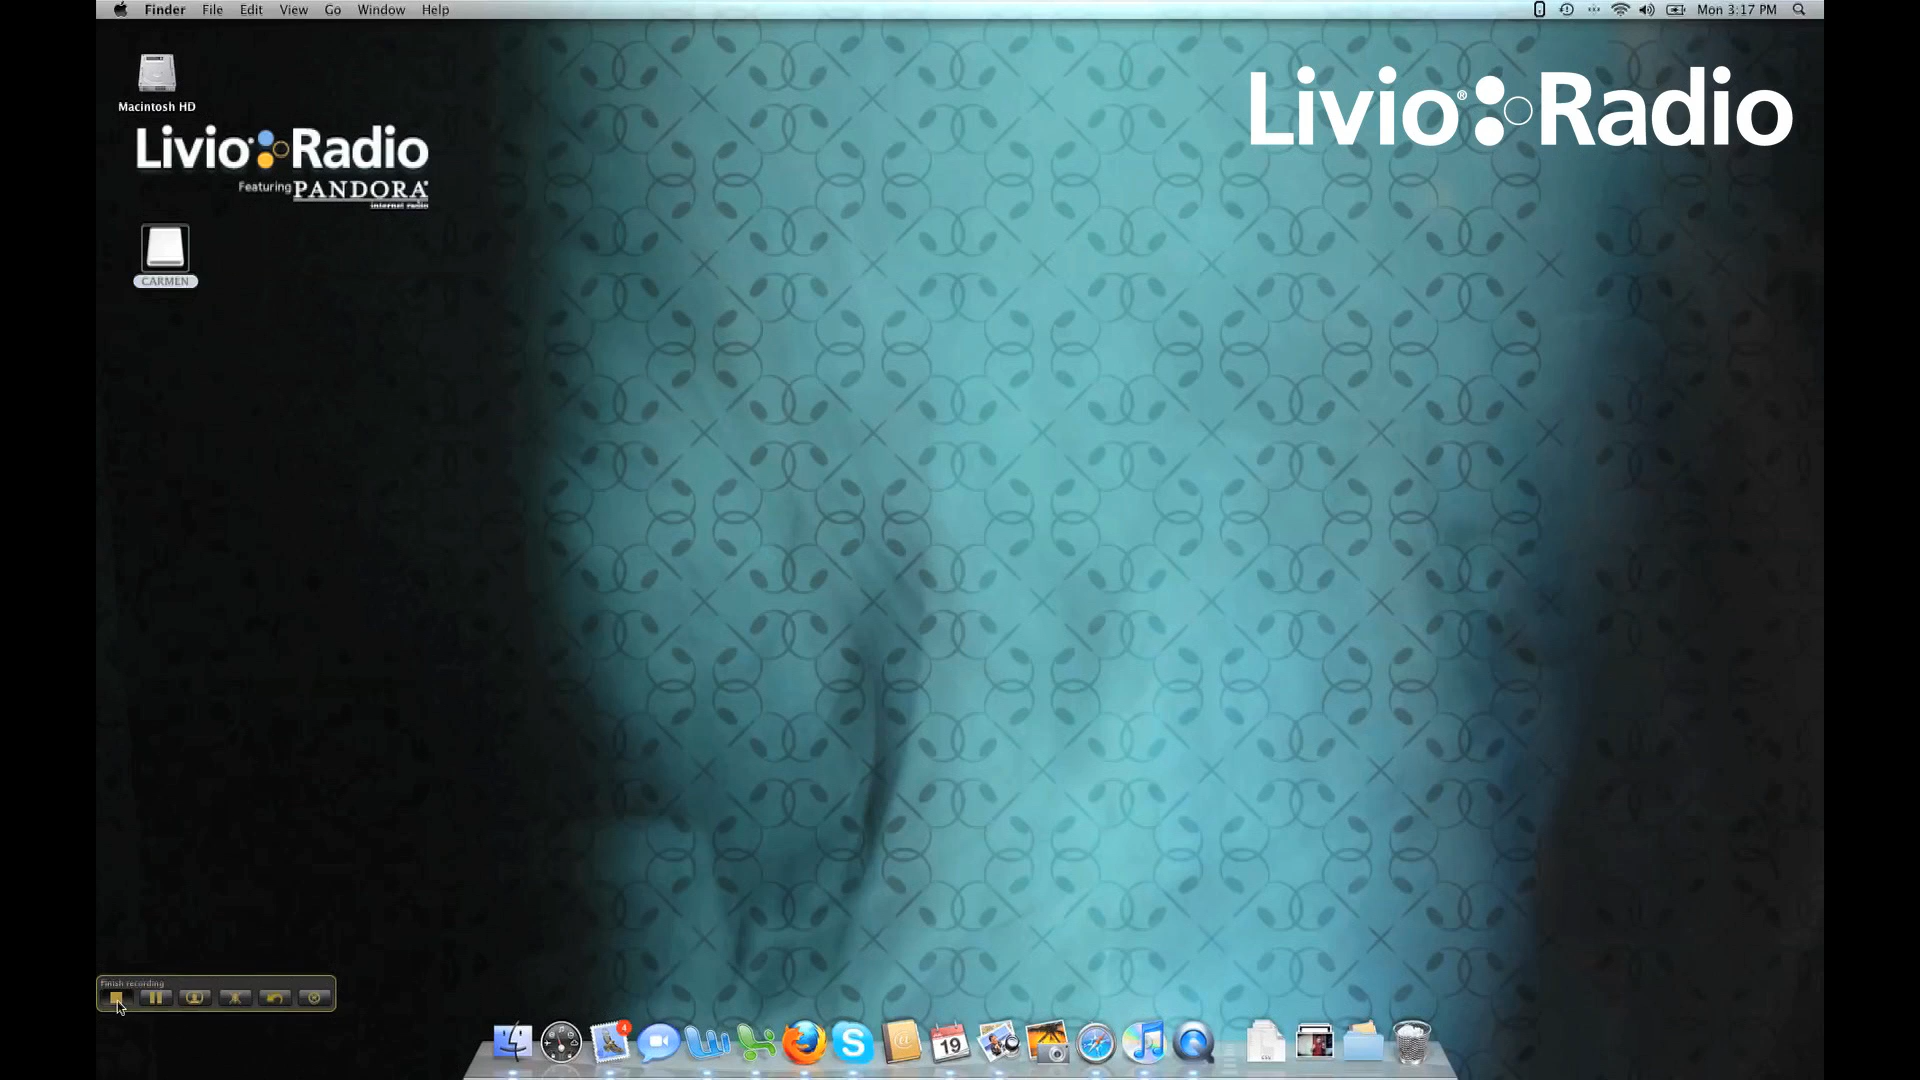 Finder File Edit View Go Window Help
Mon 3:17 PM
Macintosh HD
Livio Radio
Featuring PANDORA®
internet radio
Livio® Radio
CARMEN
Finish recording
4
19